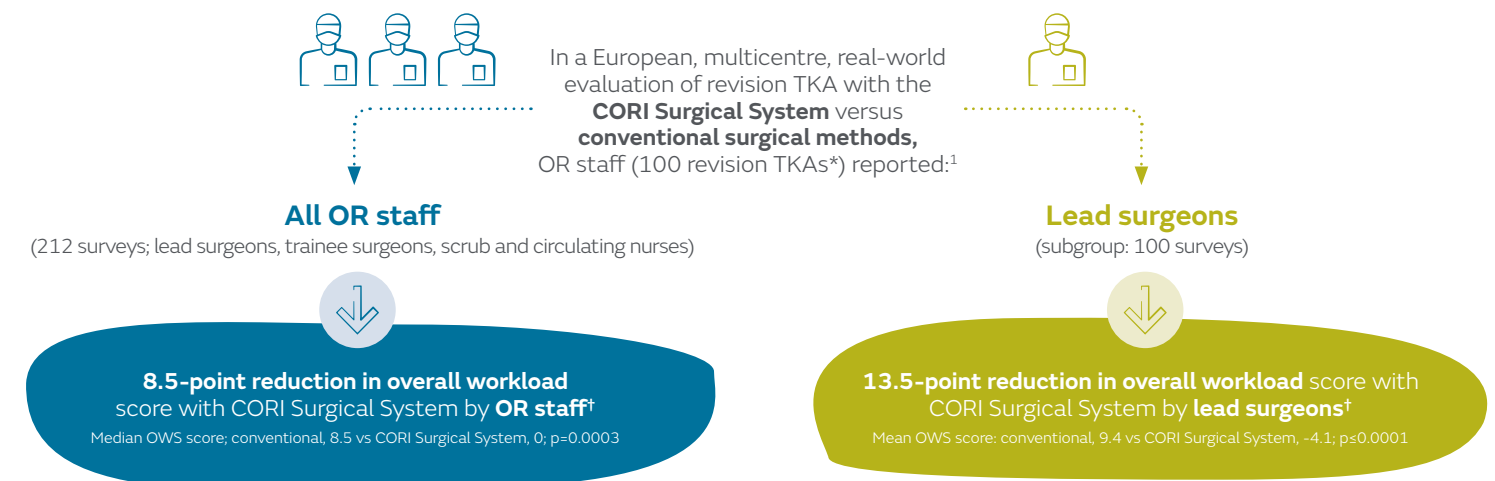 In a European, multicentre, real-world
evaluation of revision TKA with the
CORI Surgical System versus
conventional surgical methods,
OR staff (100 revision TKAs*) reported:1
All OR staff
(212 surveys; lead surgeons, trainee surgeons, scrub and circulating nurses)
8.5-point reduction in overall workload
score with CORI Surgical System by OR staff†
Median OWS score; conventional, 8.5 vs CORI Surgical System, 0; p=0.0003
Lead surgeons
(subgroup: 100 surveys)
13.5-point reduction in overall workload score with
CORI Surgical System by lead surgeons†
Mean OWS score: conventional, 9.4 vs CORI Surgical System, -4.1; p≤0.0001